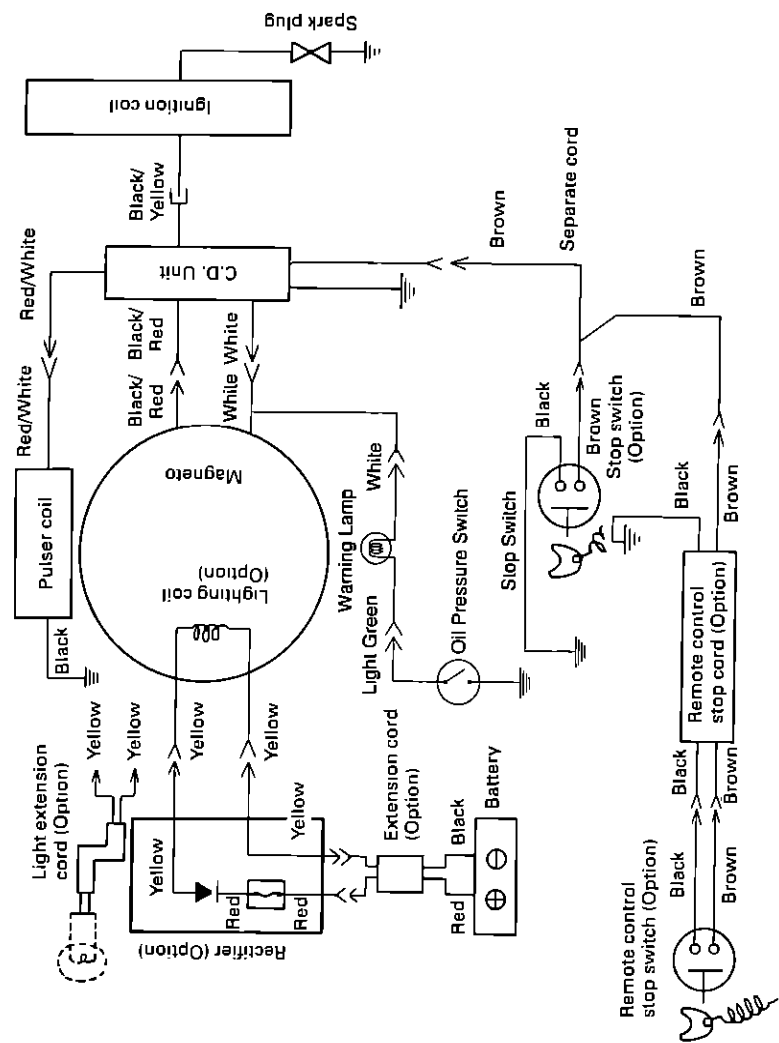 Spark plug
Ignition coil
Black/
Yellow
Red/White
Red/White
C.D. Unit
Black/
Red
Black/
Red
White
White
Brown
Separate cord
Brown
Pulser coil
Black
Magneto
Lighting coil
(Option)
Warning Lamp
White
Light Green
Oil Pressure Switch
Stop Switch
Black
Brown
Stop switch
(Option)
Black
Brown
Remote control
stop cord (Option)
Black
Brown
Black
Brown
Remote control
stop switch (Option)
Light extension
cord (Option)
Yellow
Yellow
Yellow
Yellow
Yellow
Yellow
Red
Red
Rectifier (Option)
Extension cord
(Option)
Black
Red
Battery